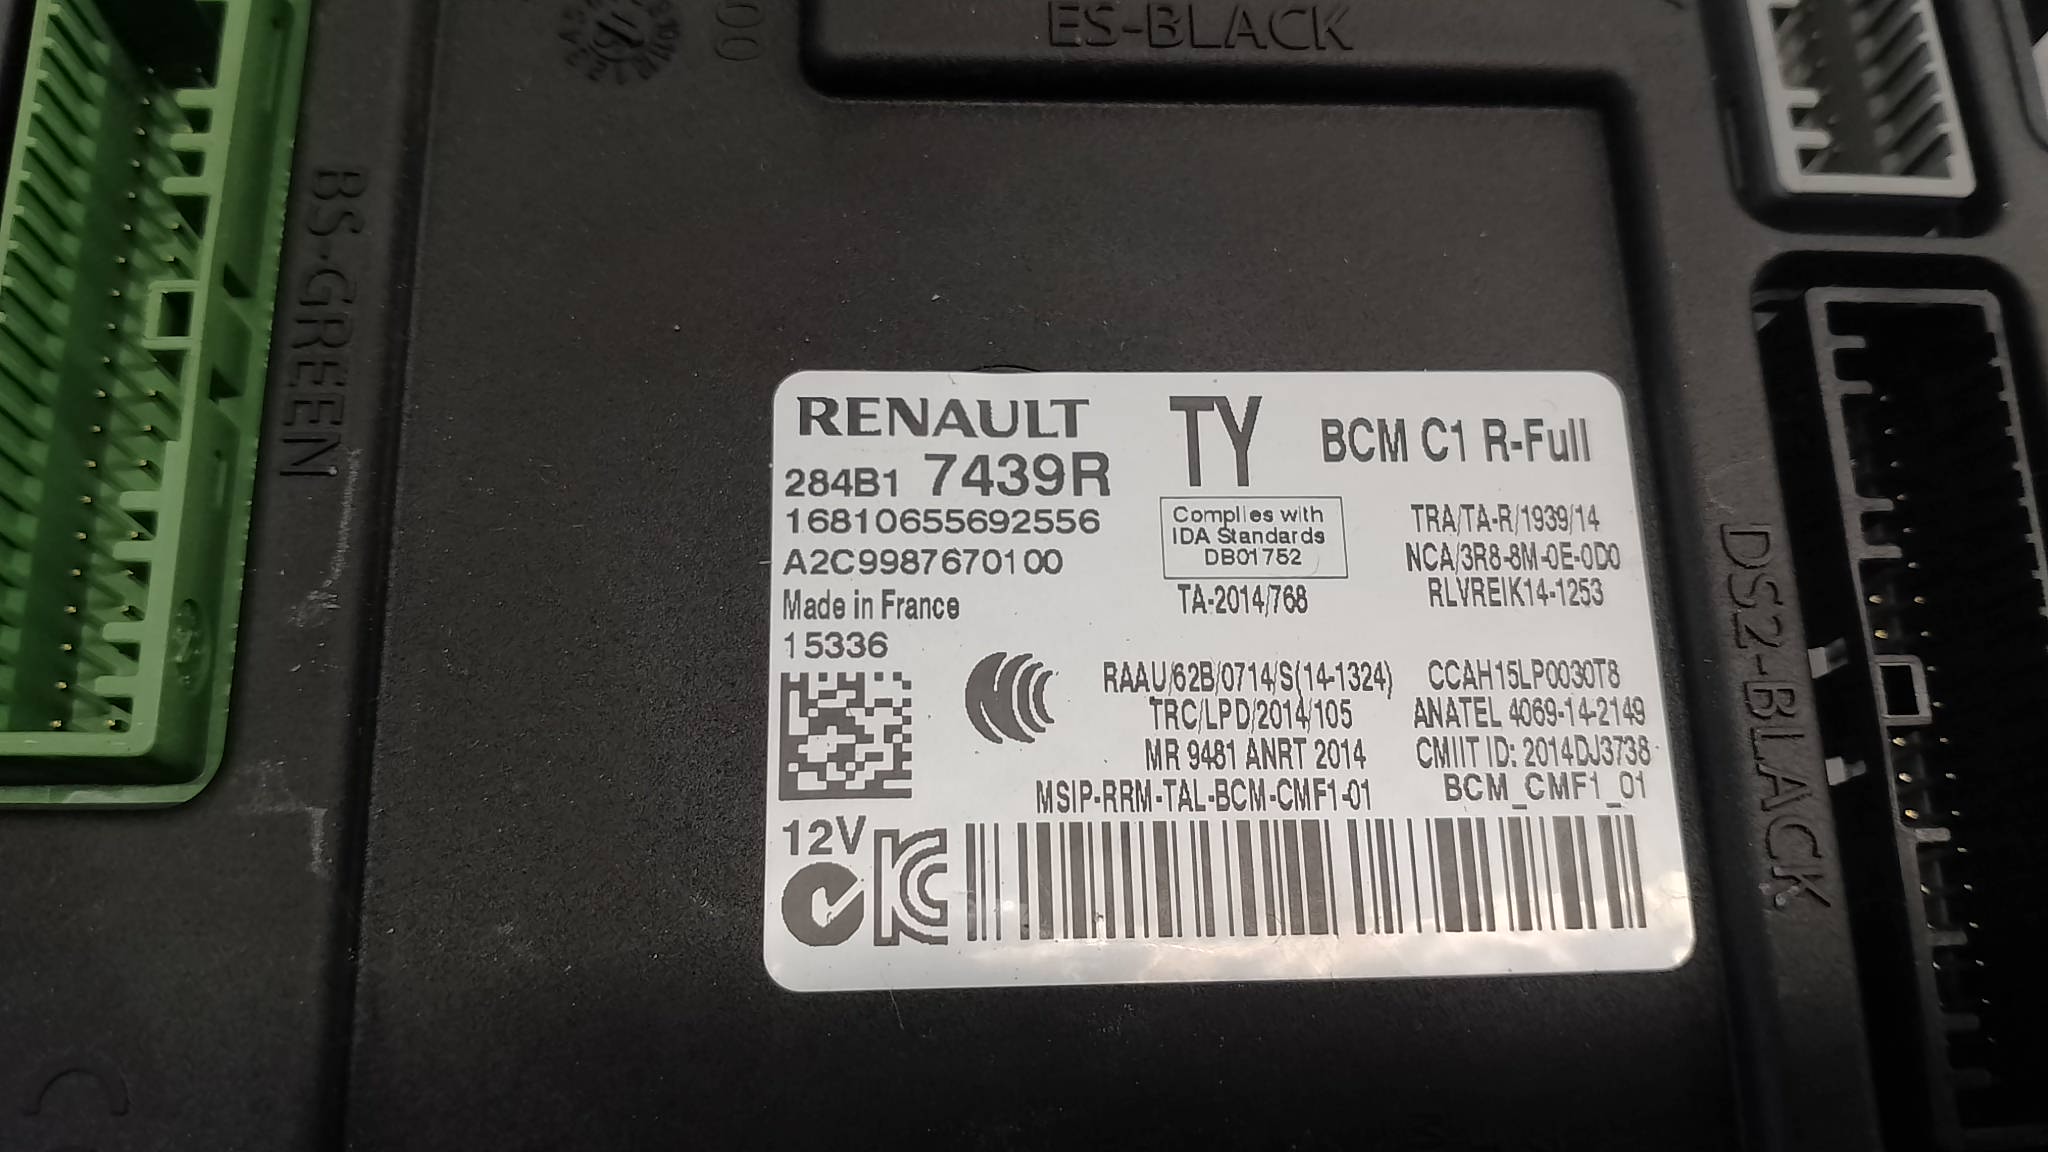 ES-BLACK
00
BS-GREEN
RENAULT
TY
BCM C1 R-Full
284B1 7439R
16810655692556
A2C9987670100
Made in France
15336
Complies with
IDA Standards
DB01752
TA-2014/768
TRA/TA-R/1939/14
NCA/3R8-8M-0E-0D0
RLVREIK14-1253
RAAU/62B/0714/S(14-1324)
TRC/LPD/2014/105
MR 9481 ANRT 2014
MSIP-RRM-TAL-BCM-CMF1-01
CCAH15LP0030T8
ANATEL 4069-14-2149
CMIIT ID: 2014DJ3738
BCM_CMF1_01
12V
DS2-BLACK